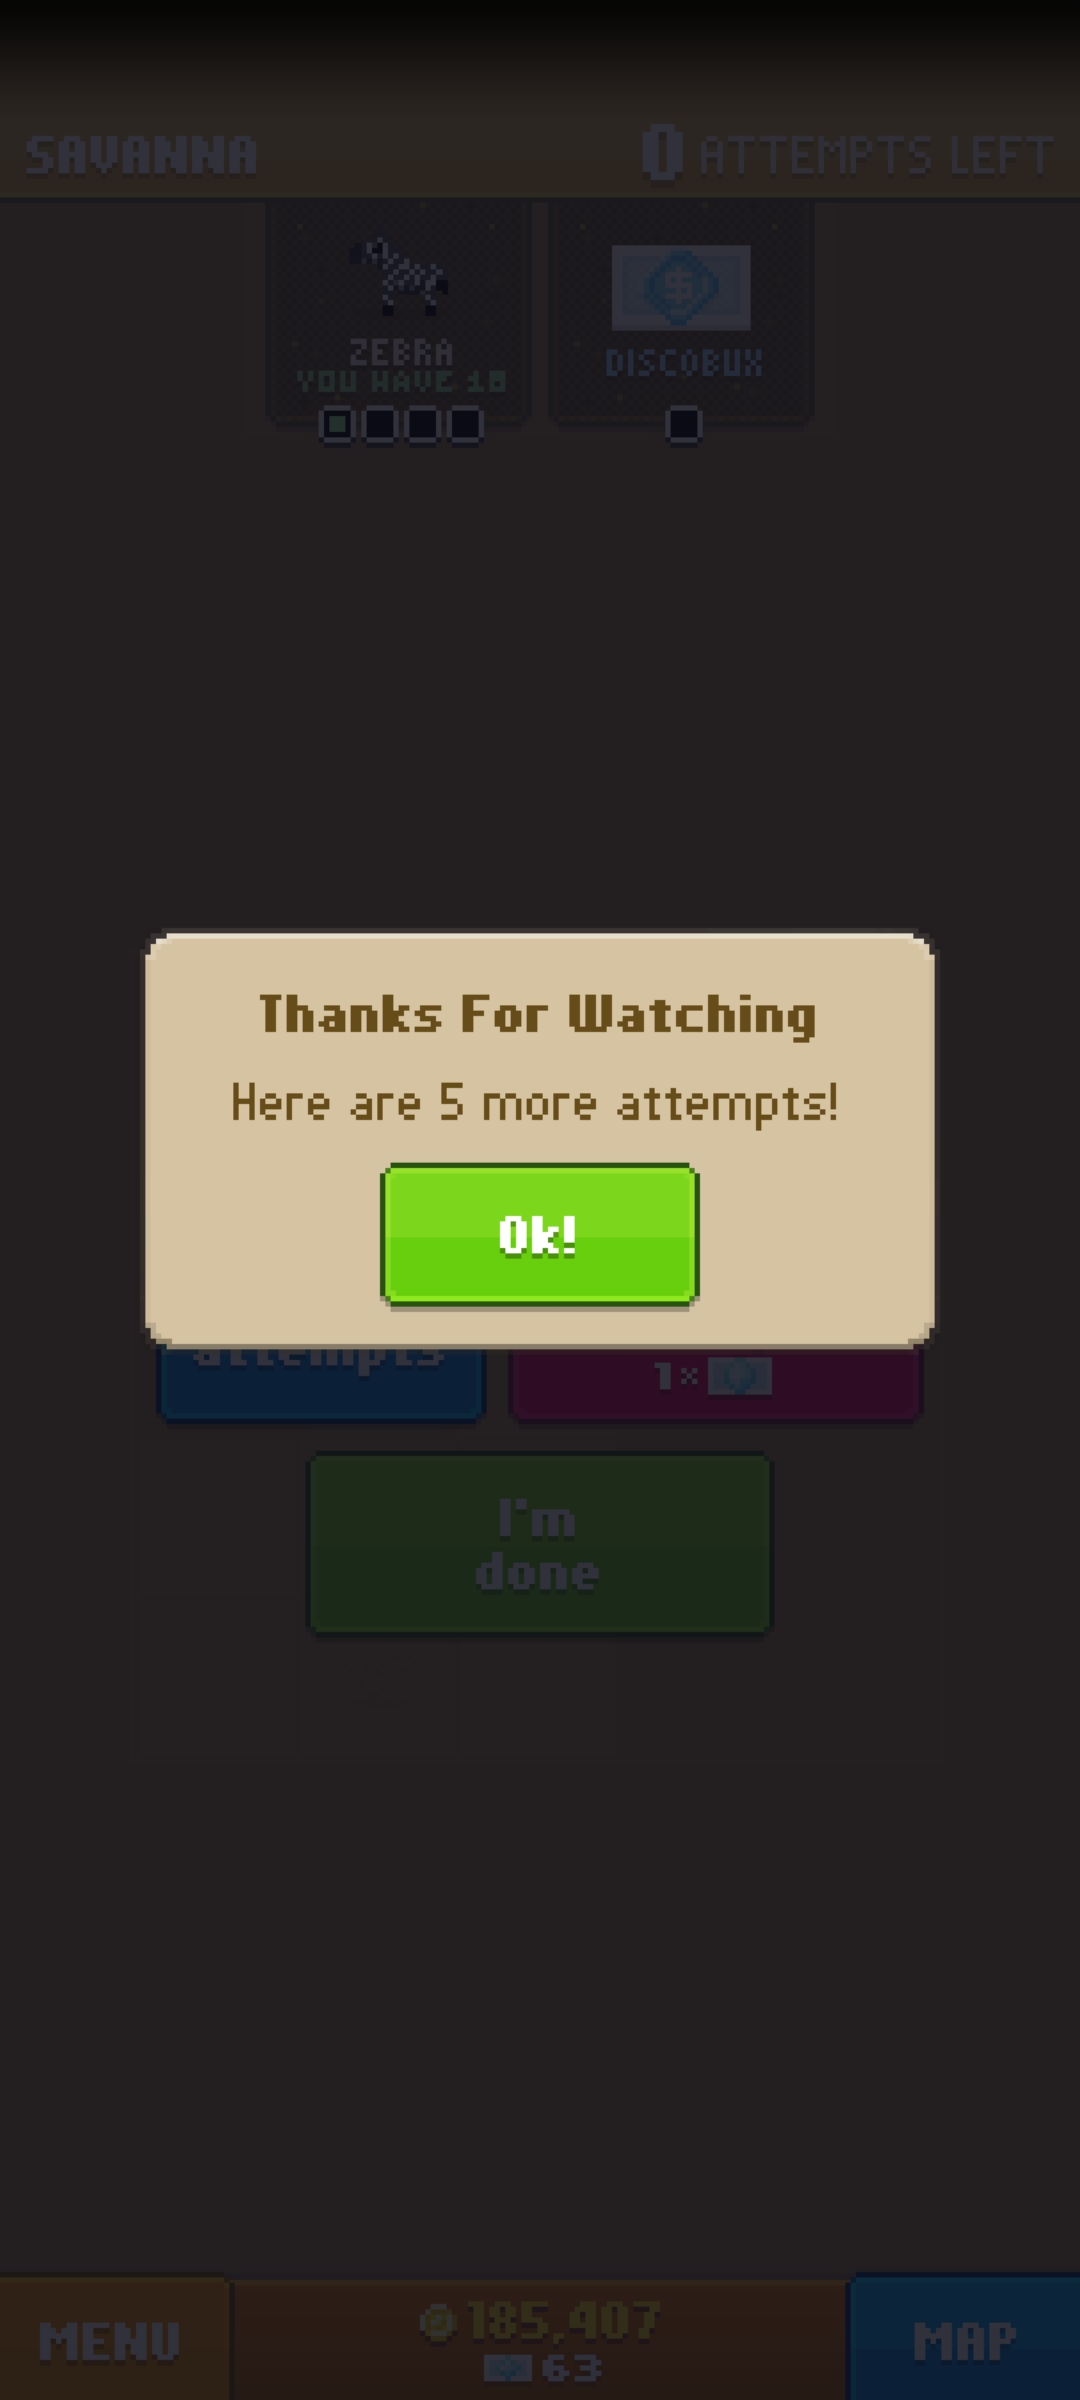 SAVANNA
0 ATTEMPTS LEFT
ZEBRA
YOU HAVE 18
DISCOBUX
Thanks For Watching
Here are 5 more attempts!
Ok!
attempts
1×
I'm
done
MENU
185,407
63
MAP